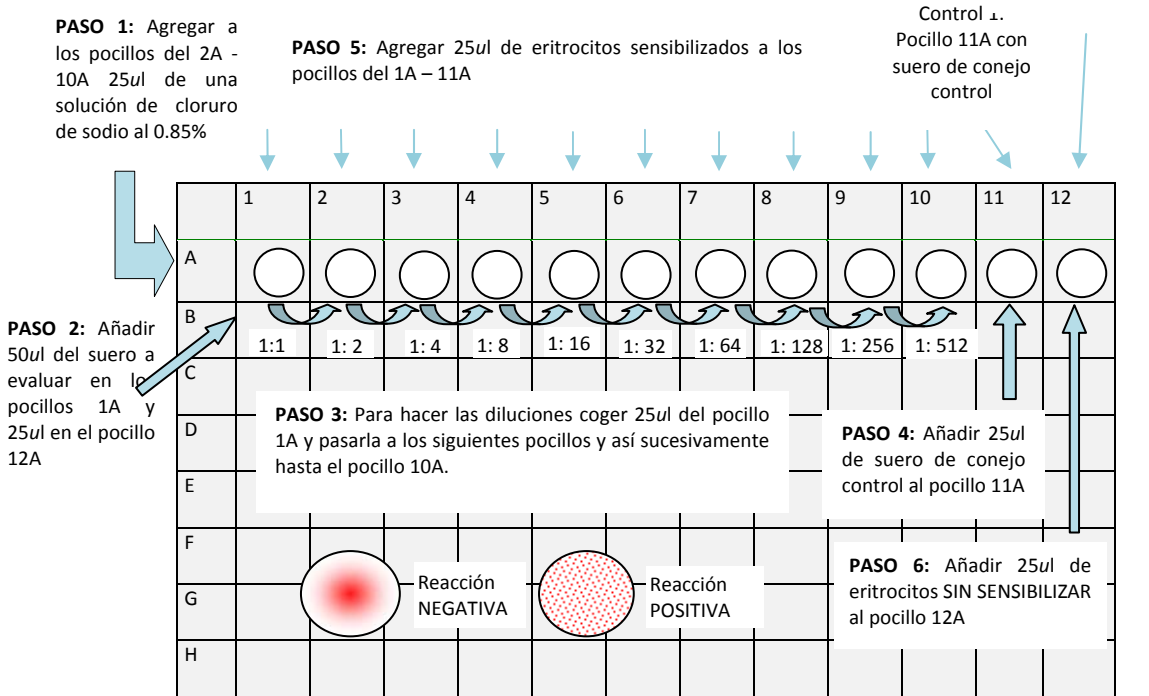 PASO 1: Agregar a
los pocillos del 2A -
10A 25ul de una
solución de cloruro
de sodio al 0.85%
PASO 5: Agregar 25ul de eritrocitos sensibilizados a los
pocillos del 1A – 11A
Control 1.
Pocillo 11A con
suero de conejo
control
1 2 3 4 5 6 7 8 9 10 11 12
A
B
1:1 1: 2 1: 4 1: 8 1: 16 1: 32 1: 64 1: 128 1: 256 1: 512
PASO 2: Añadir
50ul del suero a
evaluar en los
pocillos 1A y
25ul en el pocillo
12A
C
PASO 3: Para hacer las diluciones coger 25ul del pocillo
1A y pasarla a los siguientes pocillos y así sucesivamente
hasta el pocillo 10A.
D
PASO 4: Añadir 25ul
de suero de conejo
control al pocillo 11A
E
F
PASO 6: Añadir 25ul de
eritrocitos SIN SENSIBILIZAR
al pocillo 12A
Reacción
NEGATIVA
Reacción
POSITIVA
G
H